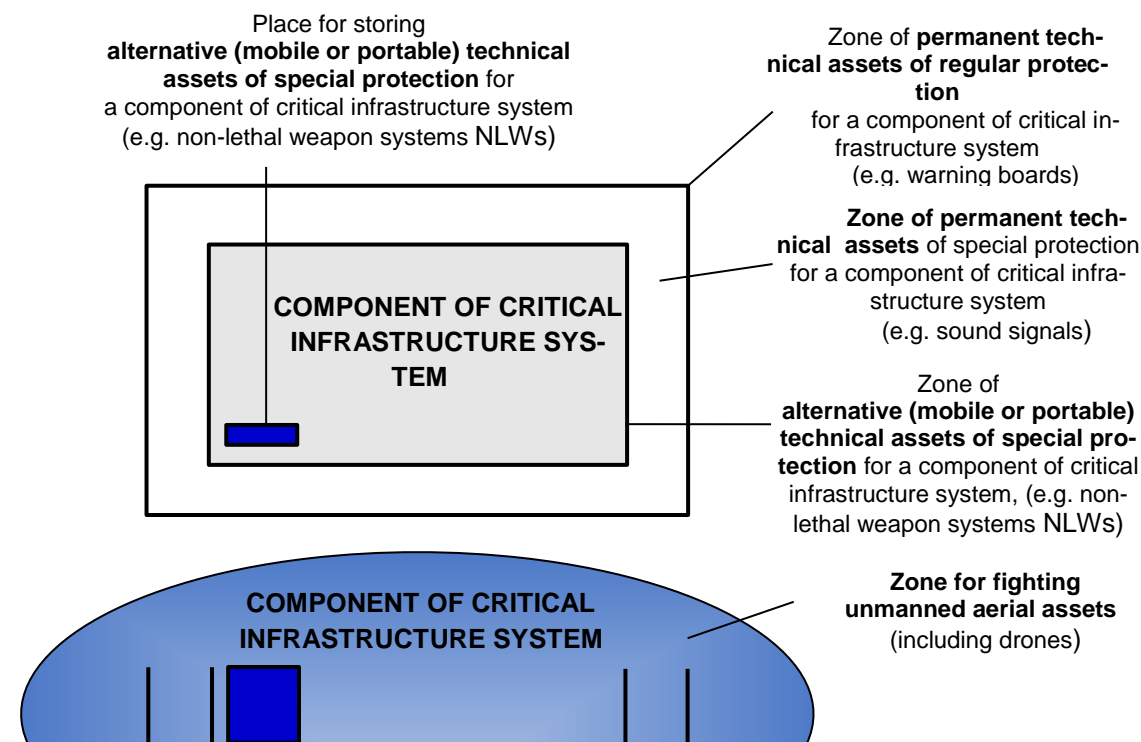 Place for storing
alternative (mobile or portable) technical
assets of special protection for
a component of critical infrastructure system
(e.g. non-lethal weapon systems NLWs)
Zone of permanent tech-
nical assets of regular protec-
tion
for a component of critical in-
frastructure system
(e.g. warning boards)
Zone of permanent tech-
nical assets of special protection
for a component of critical infra-
structure system
(e.g. sound signals)
COMPONENT OF CRITICAL
INFRASTRUCTURE SYS-
TEM
Zone of
alternative (mobile or portable)
technical assets of special pro-
tection for a component of critical
infrastructure system, (e.g. non-
lethal weapon systems NLWs)
COMPONENT OF CRITICAL
INFRASTRUCTURE SYSTEM
Zone for fighting
unmanned aerial assets
(including drones)